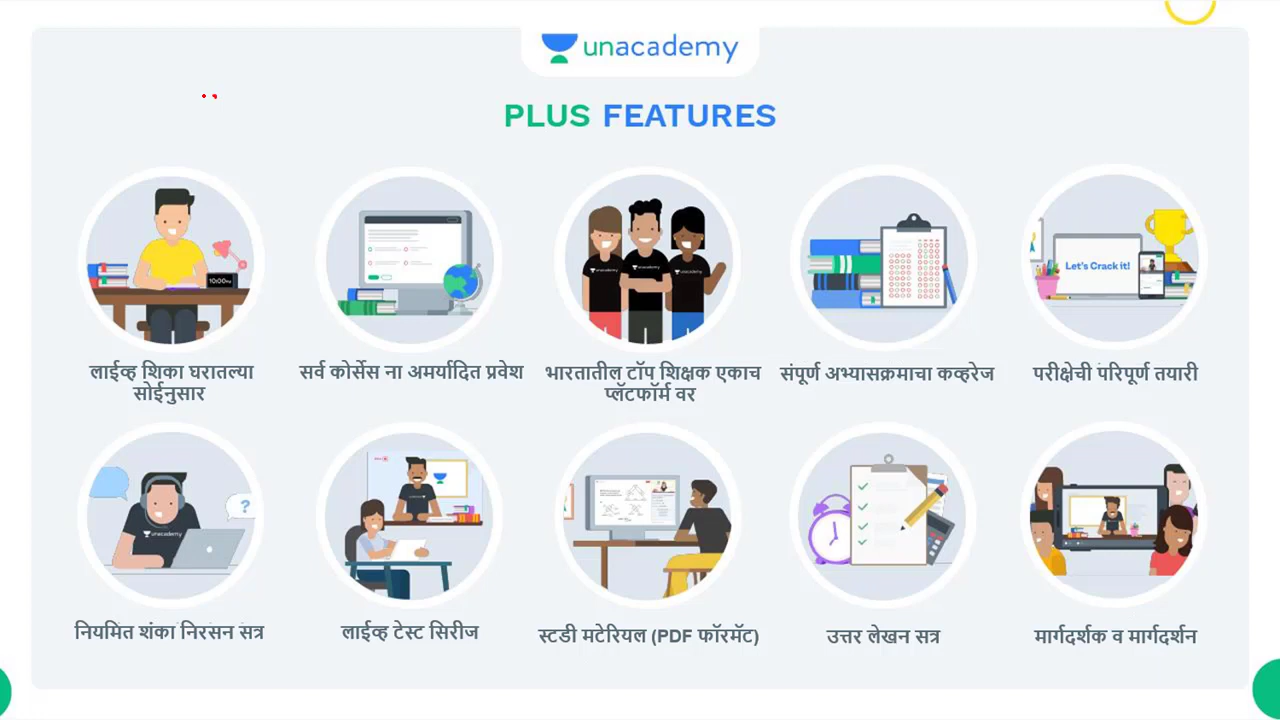 unacademy
PLUS FEATURES
10:00
Let's Crack it!
लाईव्ह शिका घरातल्या
सोईनुसार
सर्व कोर्सेस ना अमर्यादित प्रवेश
भारतातील टॉप शिक्षक एकाच
प्लॅटफॉर्म वर
संपूर्ण अभ्यासक्रमाचा कव्हरेज
परीक्षेची परिपूर्ण तयारी
?
unacademy
नियमित शंका निरसन सत्र
लाईव्ह टेस्ट सिरीज
स्टडी मटेरियल (PDF फॉरमॅट)
उत्तर लेखन सत्र
मार्गदर्शक व मार्गदर्शन